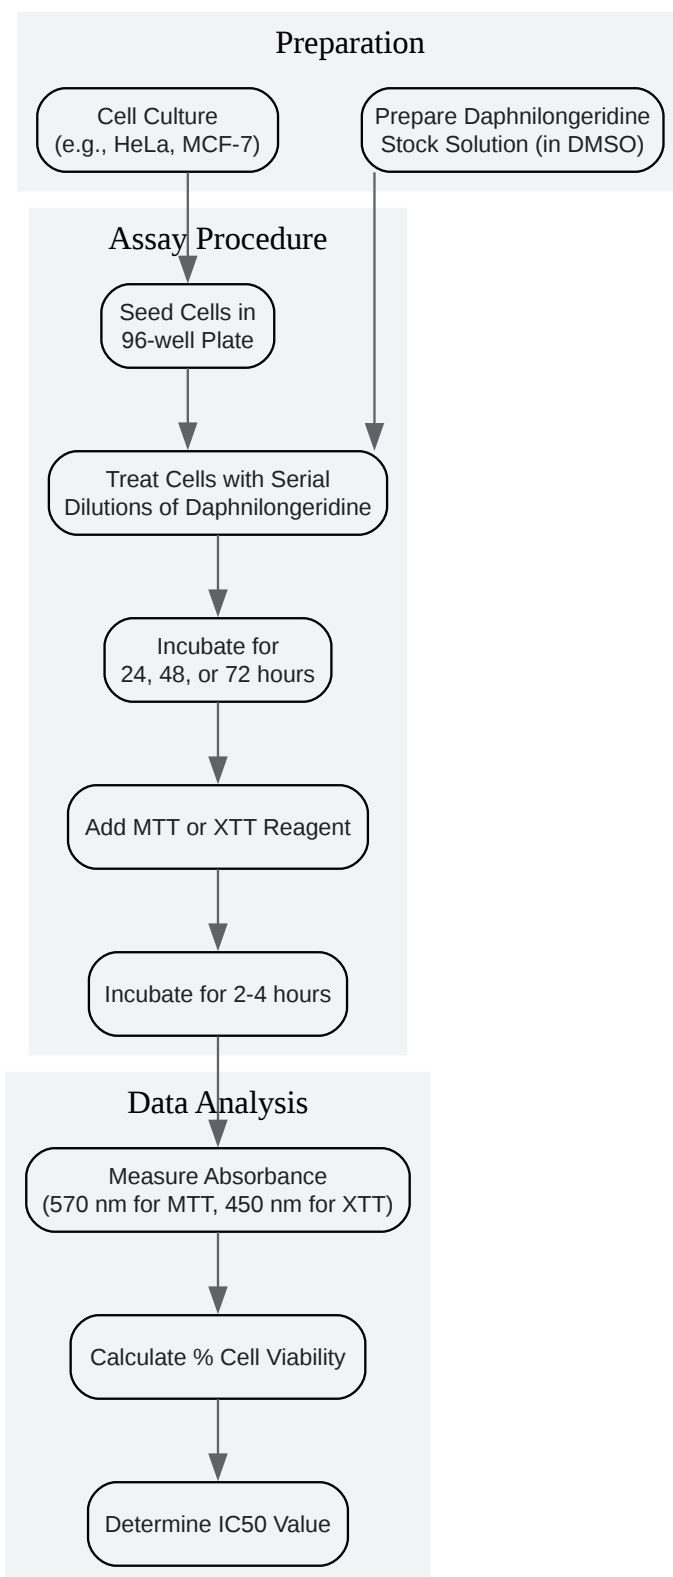 Preparation
Cell Culture
(e.g., HeLa, MCF-7)
Prepare Daphnilongeridine
Stock Solution (in DMSO)
Assay Procedure
Seed Cells in
96-well Plate
Treat Cells with Serial
Dilutions of Daphnilongeridine
Incubate for
24, 48, or 72 hours
Add MTT or XTT Reagent
Incubate for 2-4 hours
Data Analysis
Measure Absorbance
(570 nm for MTT, 450 nm for XTT)
Calculate % Cell Viability
Determine IC50 Value